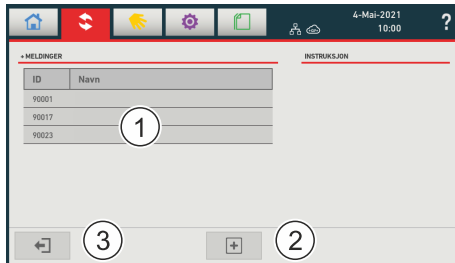 4-Mai-2021
10:00
?
+MELDINGER
INSTRUKSJON
ID Navn
90001
90017
90023
1
3
2